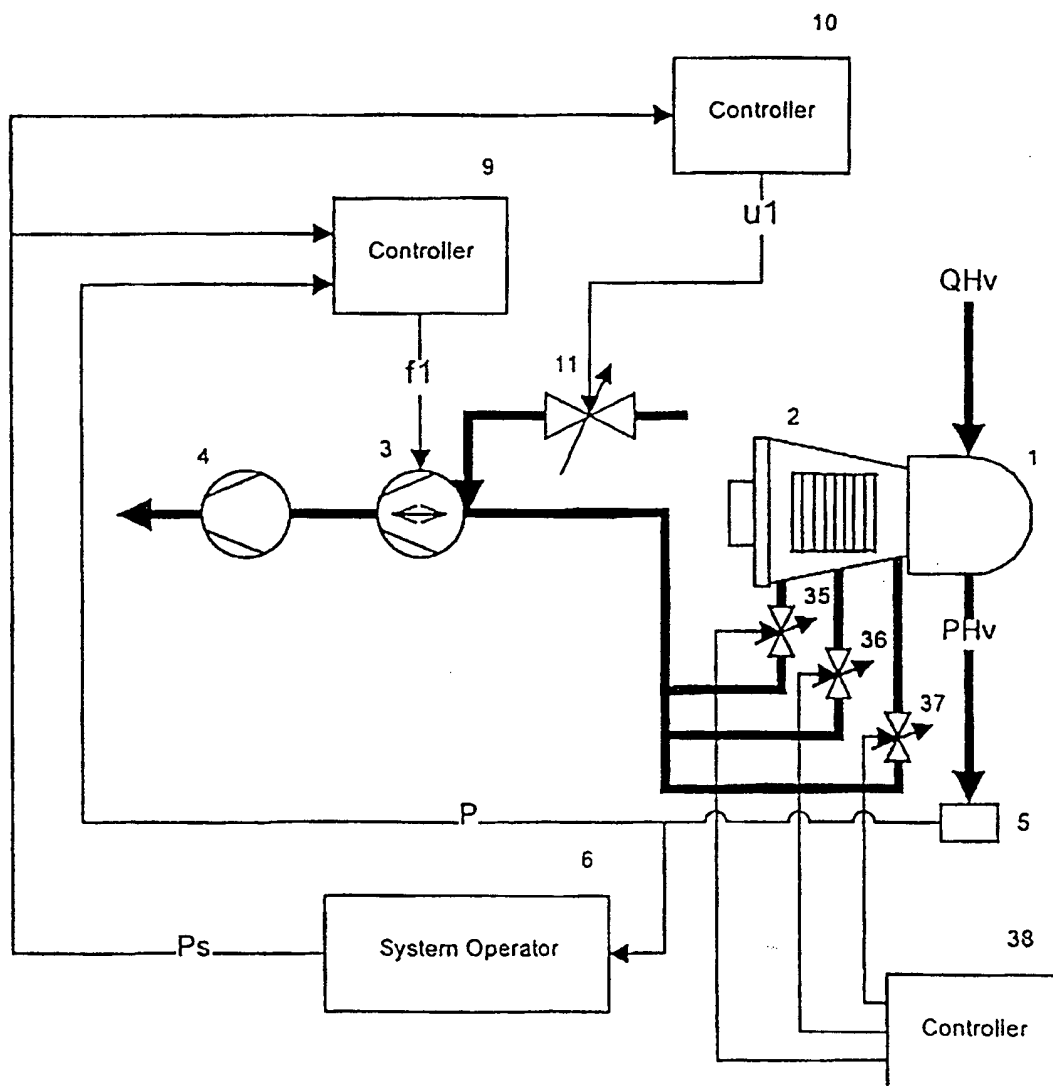 10
Controller
9
u1
Controller
QHv
f1
11
2
4
3
1
35
PHv
36
37
P
5
6
Ps
System Operator
38
Controller